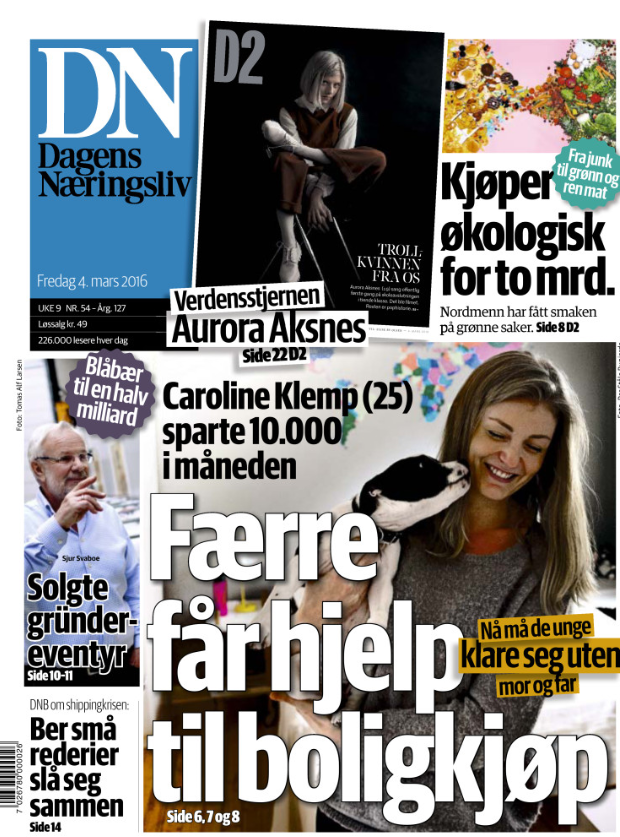 DN
Dagens
Næringsliv
Fredag 4. mars 2016
UKE 9 NR. 54 – Årg. 127
Løssalg kr. 49
226.000 lesere hver dag
D2
TROLL-
KVINNEN
FRA OS
Verdensstjernen
Aurora Aksnes
Side 22 D2
Fra junk
til grønn og
ren mat
Kjøper
økologisk
for to mrd.
Nordmenn har fått smaken
på grønne saker. Side 8 D2
Foto: Tomas Alf Larsen
Blåbær
til en halv
milliard
Sjur Svaboe
Solgte
gründer-
eventyr
Side 10-11
DNB om shippingkrisen:
Ber små
rederier
slå seg
sammen
Side 14
7 026780 000026
Caroline Klemp (25)
sparte 10.000
i måneden
Færre
får hjelp
til boligkjøp
Nå må de unge
klare seg uten
mor og far
Side 6, 7 og 8